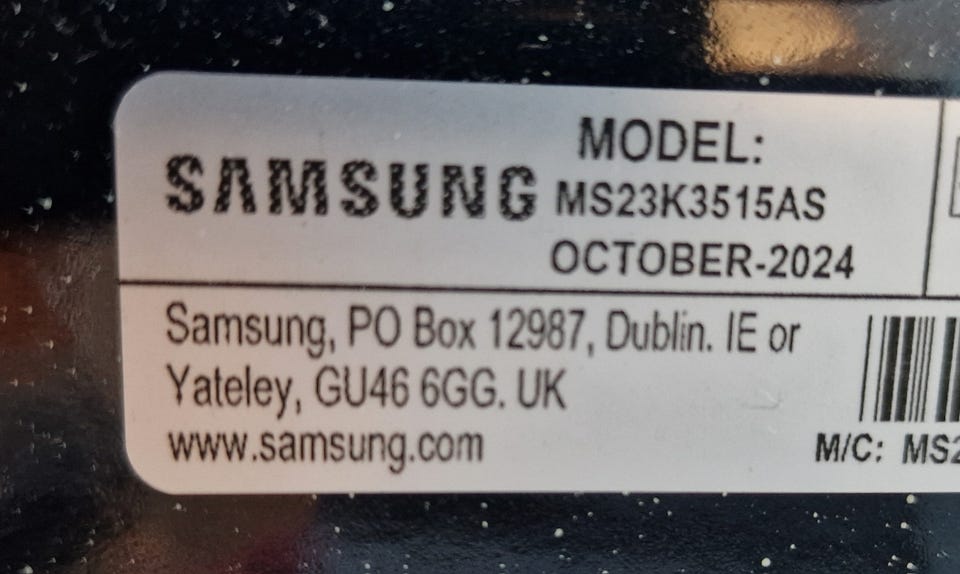 SAMSUNG
MODEL:
MS23K3515AS
OCTOBER-2024
Samsung, PO Box 12987, Dublin. IE or
Yateley, GU46 6GG. UK
www.samsung.com
M/C: MS2